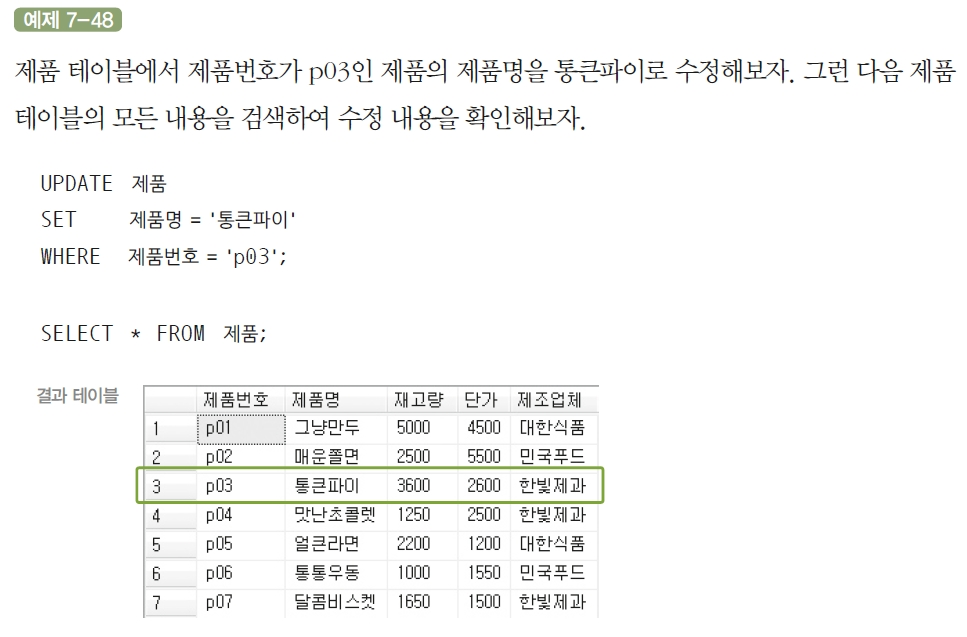 예제 7-48
제품 테이블에서 제품번호가 p03인 제품의 제품명을 통큰파이로 수정해보자. 그런 다음 제품
테이블의 모든 내용을 검색하여 수정 내용을 확인해보자.
UPDATE 제품
SET 제품명 = '통큰파이'
WHERE 제품번호 = 'p03';
SELECT * FROM 제품;
결과 테이블
제품번호 제품명 재고량 단가 제조업체
1 p01 그냥만두 5000 4500 대한식품
2 p02 매운쫄면 2500 5500 민국푸드
3 p03 통큰파이 3600 2600 한빛제과
4 p04 맛난초콜렛 1250 2500 한빛제과
5 p05 얼큰라면 2200 1200 대한식품
6 p06 통통우동 1000 1550 민국푸드
7 p07 달콤비스켓 1650 1500 한빛제과